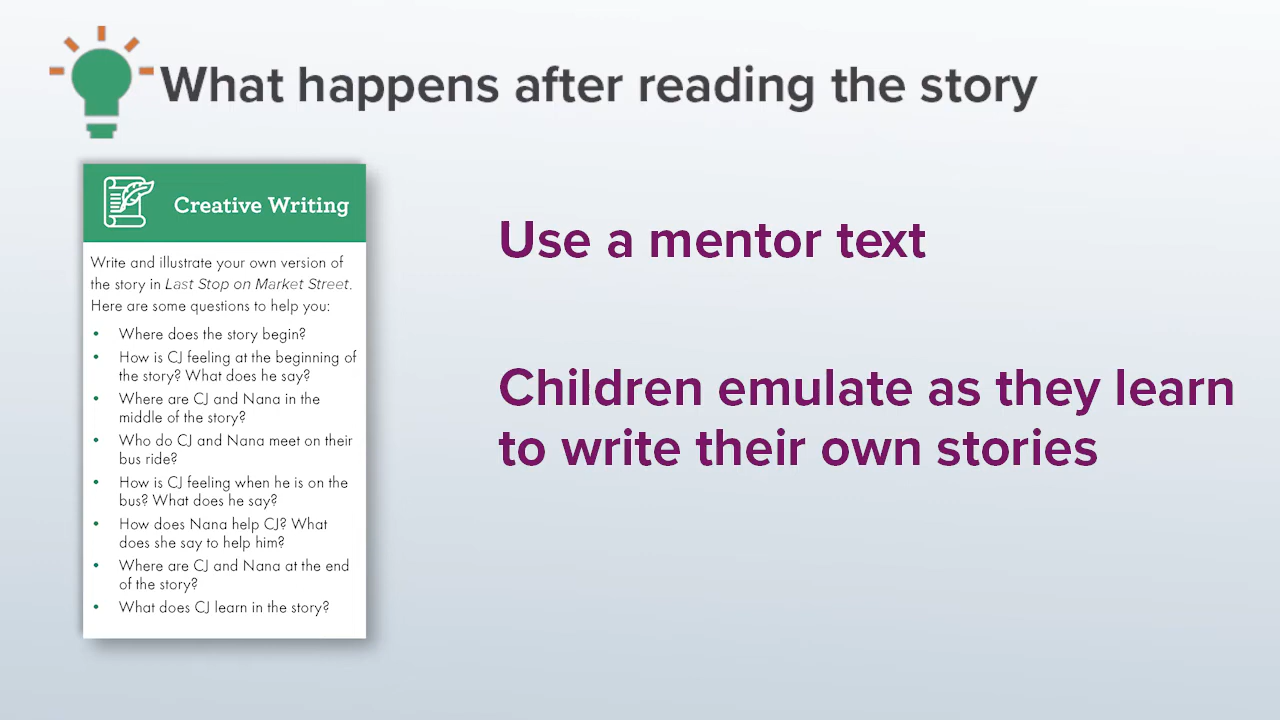 What happens after reading the story
Creative Writing
Write and illustrate your own version of
the story in Last Stop on Market Street.
Here are some questions to help you:
• Where does the story begin?
• How is CJ feeling at the beginning of
the story? What does he say?
• Where are CJ and Nana in the
middle of the story?
• Who do CJ and Nana meet on their
bus ride?
• How is CJ feeling when he is on the
bus? What does he say?
• How does Nana help CJ? What
does she say to help him?
• Where are CJ and Nana at the end
of the story?
• What does CJ learn in the story?
Use a mentor text
Children emulate as they learn
to write their own stories